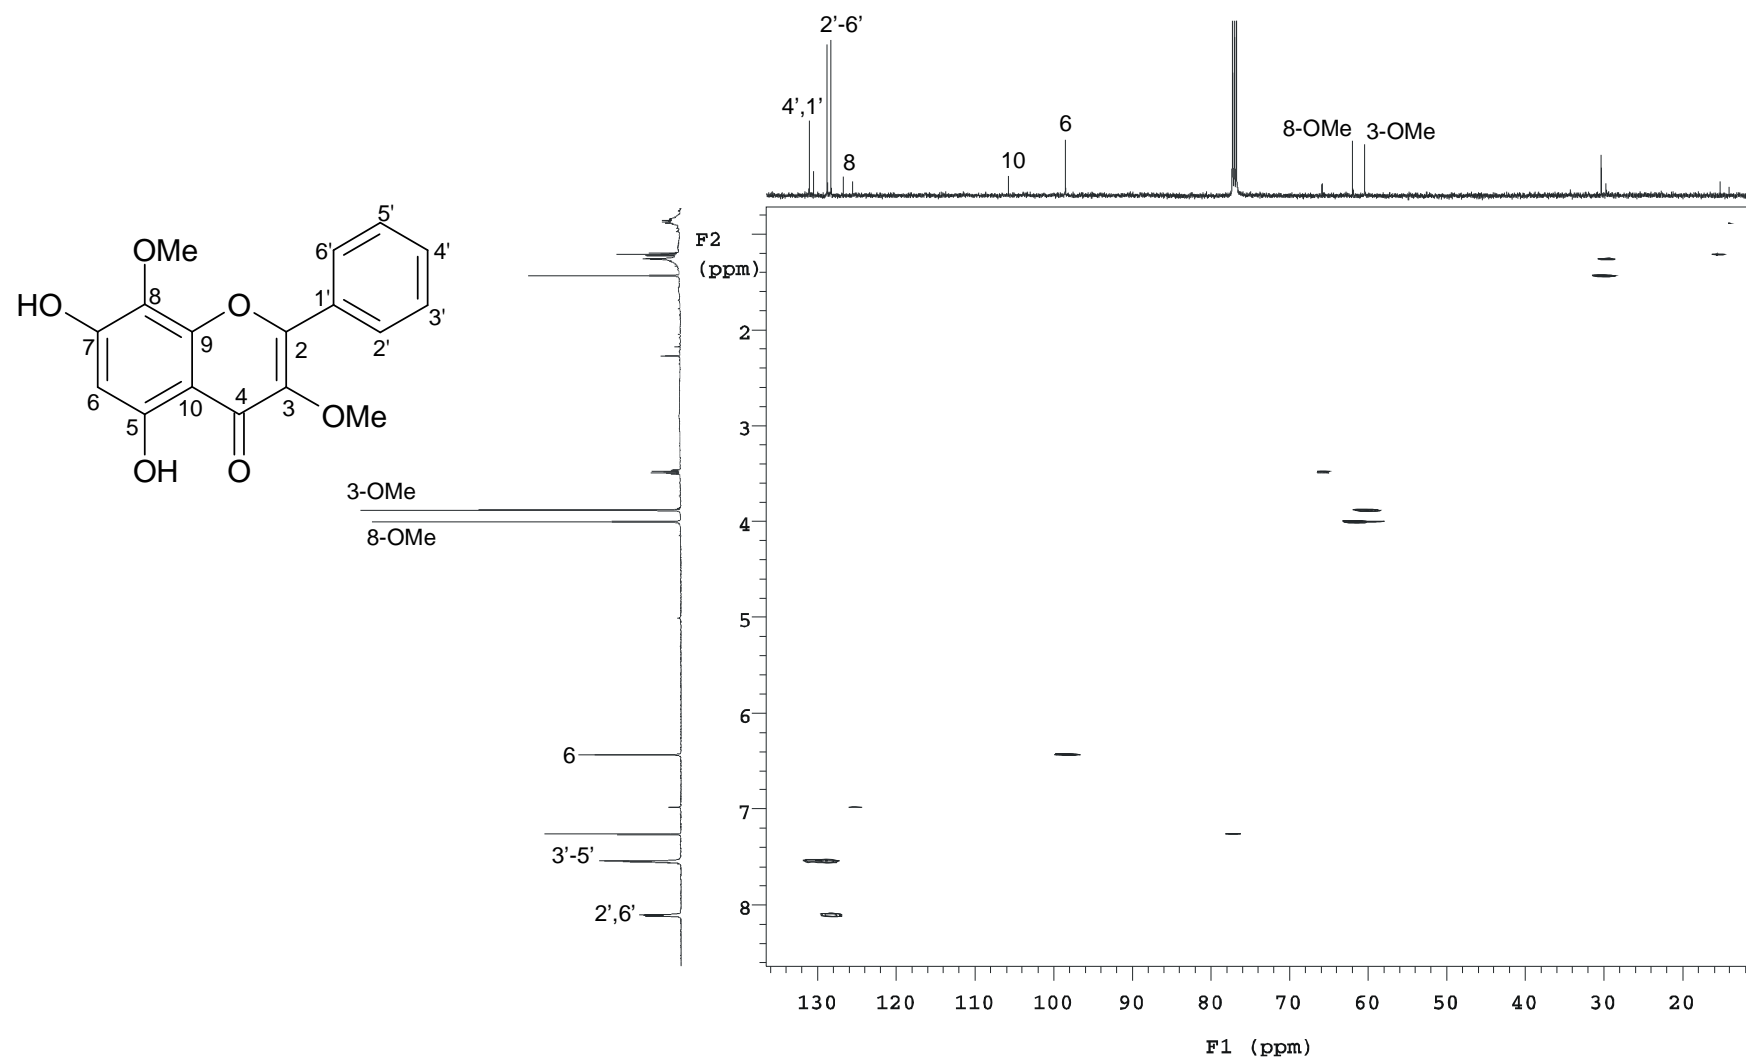 2’-6’
4’,1’
8
10
6
8-OMe
3-OMe
F2
(ppm)
2
3
4
5
6
7
8
OMe
HO
8
O
7
9
6
10
5
4
3
2
OMe
OH
O
1'
2'
3'
4'
5'
6'
3-OMe
8-OMe
6
3’-5’
2’,6’
130 120 110 100 90 80 70 60 50 40 30 20
F1 (ppm)